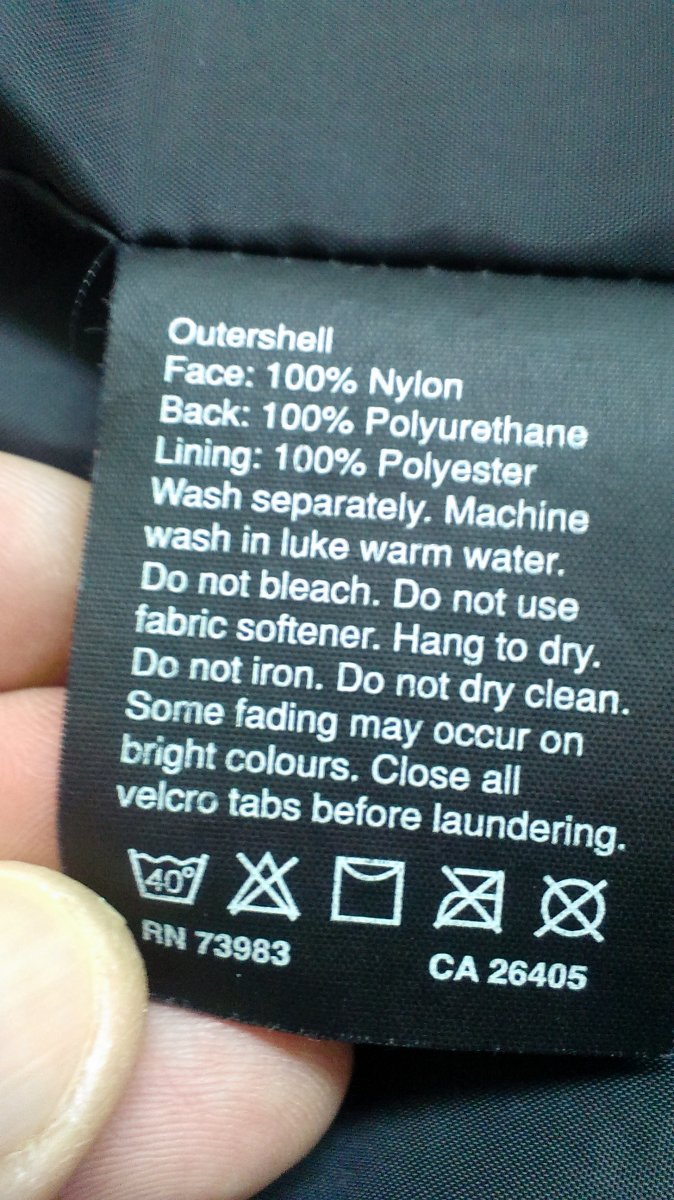 Outershell
Face: 100% Nylon
Back: 100% Polyurethane
Lining: 100% Polyester
Wash separately. Machine
wash in luke warm water.
Do not bleach. Do not use
fabric softener. Hang to dry.
Do not iron. Do not dry clean.
Some fading may occur on
bright colours. Close all
velcro tabs before laundering.
40°
RN 73983
CA 26405